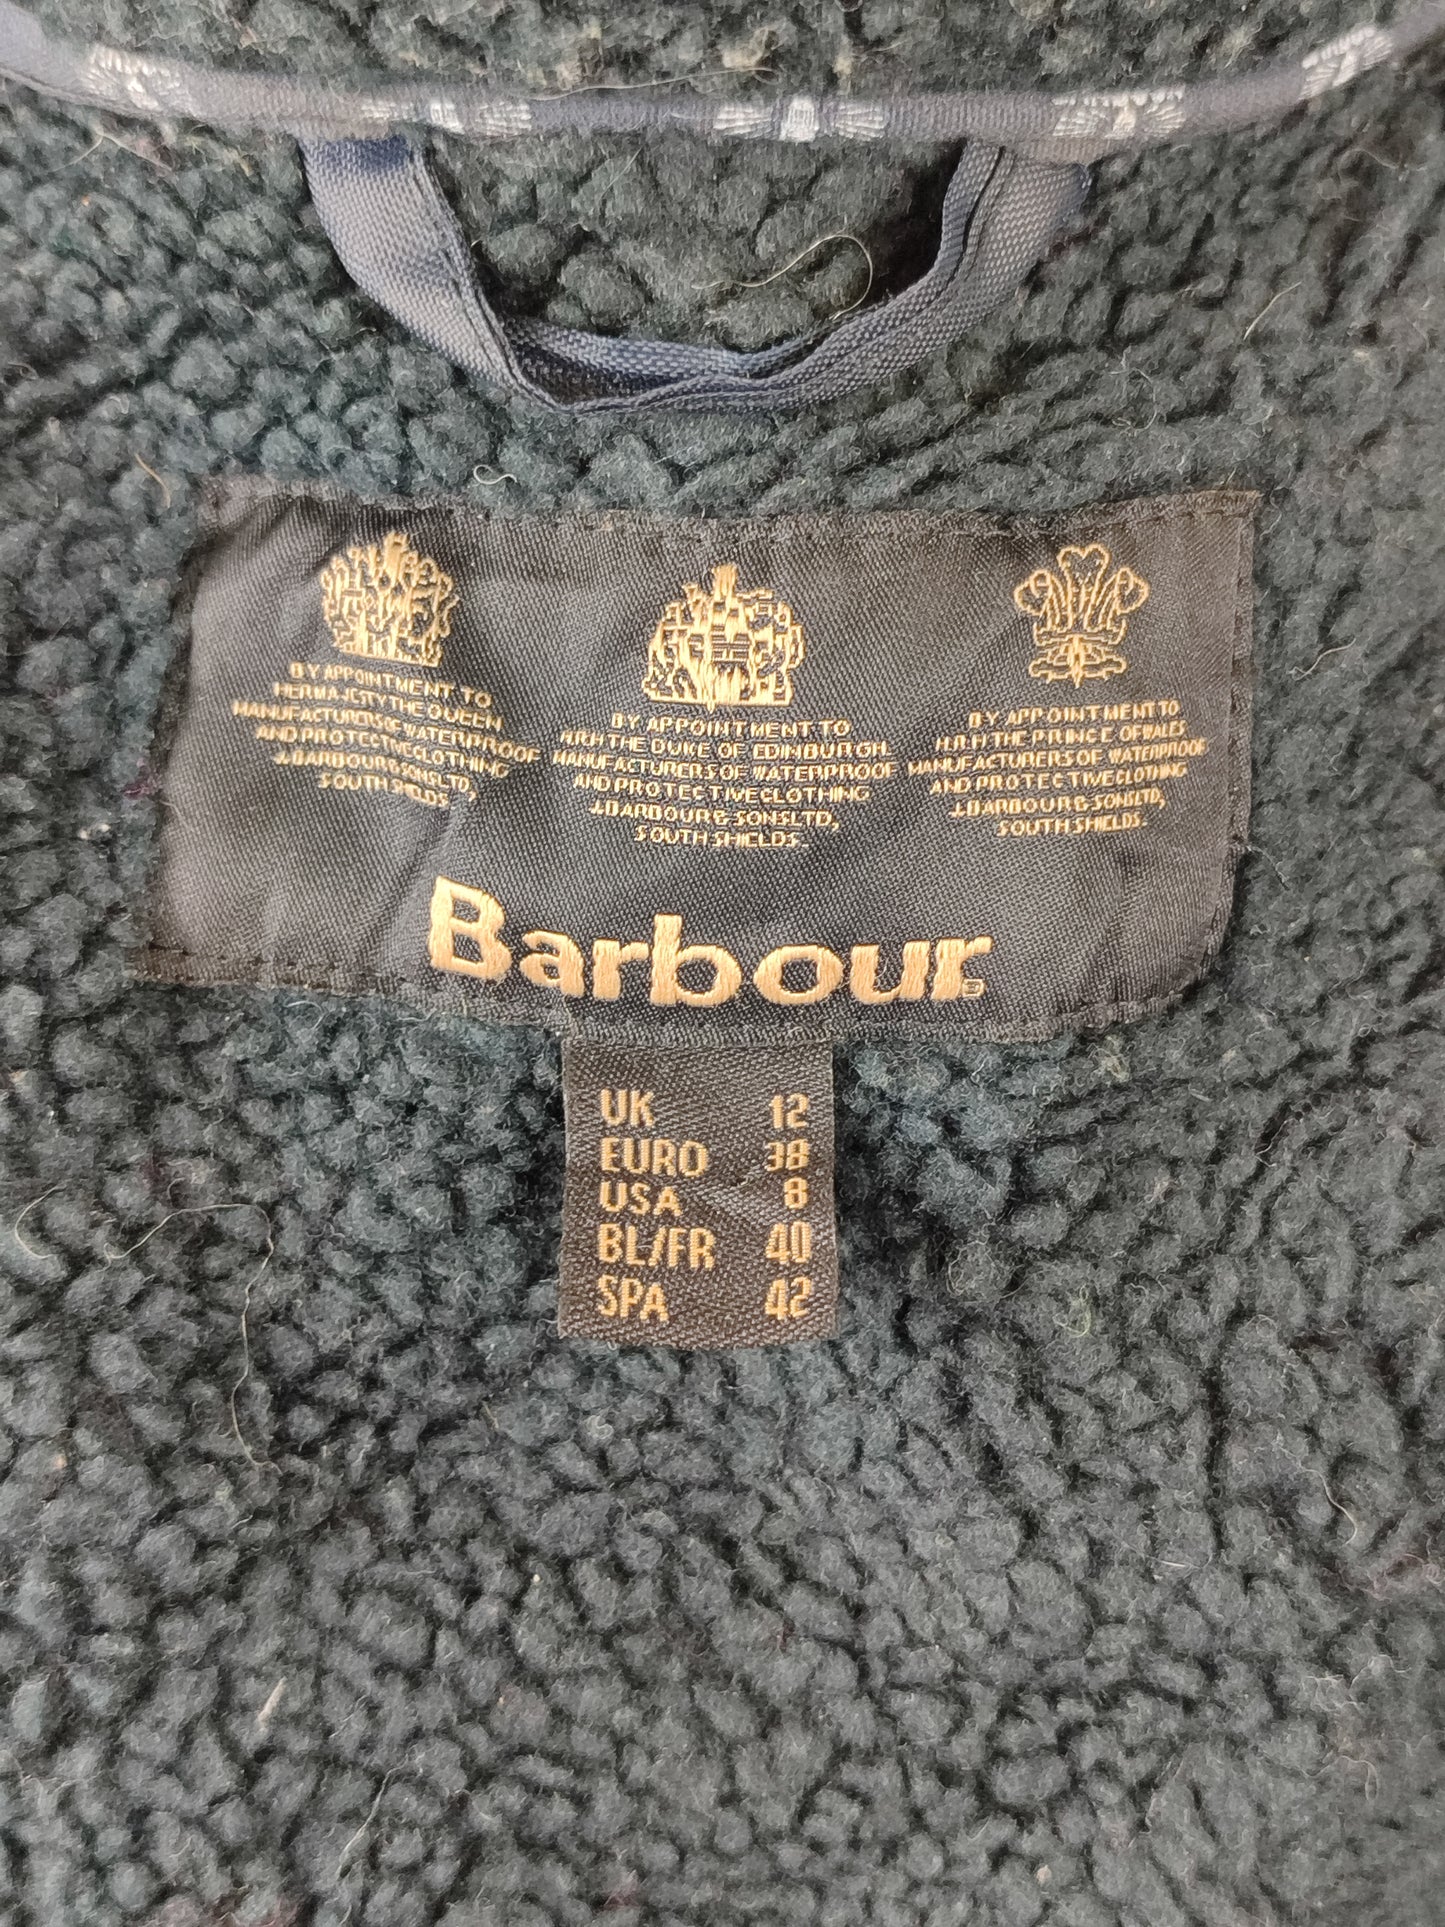 BY APPOINTMENT TO
HER MAJESTY THE QUEEN
MANUFACTURERS OF WATERPROOF
AND PROTECTIVE CLOTHING
J.BARBOUR & SONS LTD,
SOUTH SHIELDS
BY APPOINTMENT TO
H.R.H THE DUKE OF EDINBURGH
MANUFACTURERS OF WATERPROOF
AND PROTECTIVE CLOTHING
J.BARBOUR & SONS LTD,
SOUTH SHIELDS.
BY APPOINTMENT TO
H.R.H THE PRINCE OF WALES
MANUFACTURERS OF WATERPROOF
AND PROTECTIVE CLOTHING
J.BARBOUR & SONS LTD,
SOUTH SHIELDS.
Barbour®
UK 12
EURO 38
USA 8
BL/FR 40
SPA 42